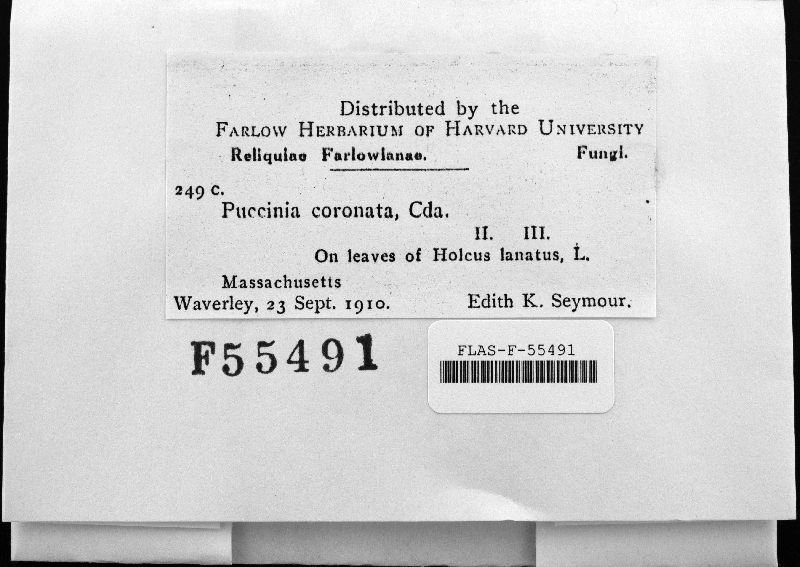 Distributed by the
FARLOW HERBARIUM OF HARVARD UNIVERSITY
Reliquiae Farlowianae. Fungi.
249 c.
Puccinia coronata, Cda.
II. III.
On leaves of Holcus lanatus, L.
Massachusetts
Waverley, 23 Sept. 1910. Edith K. Seymour.
F55491
FLAS-F-55491